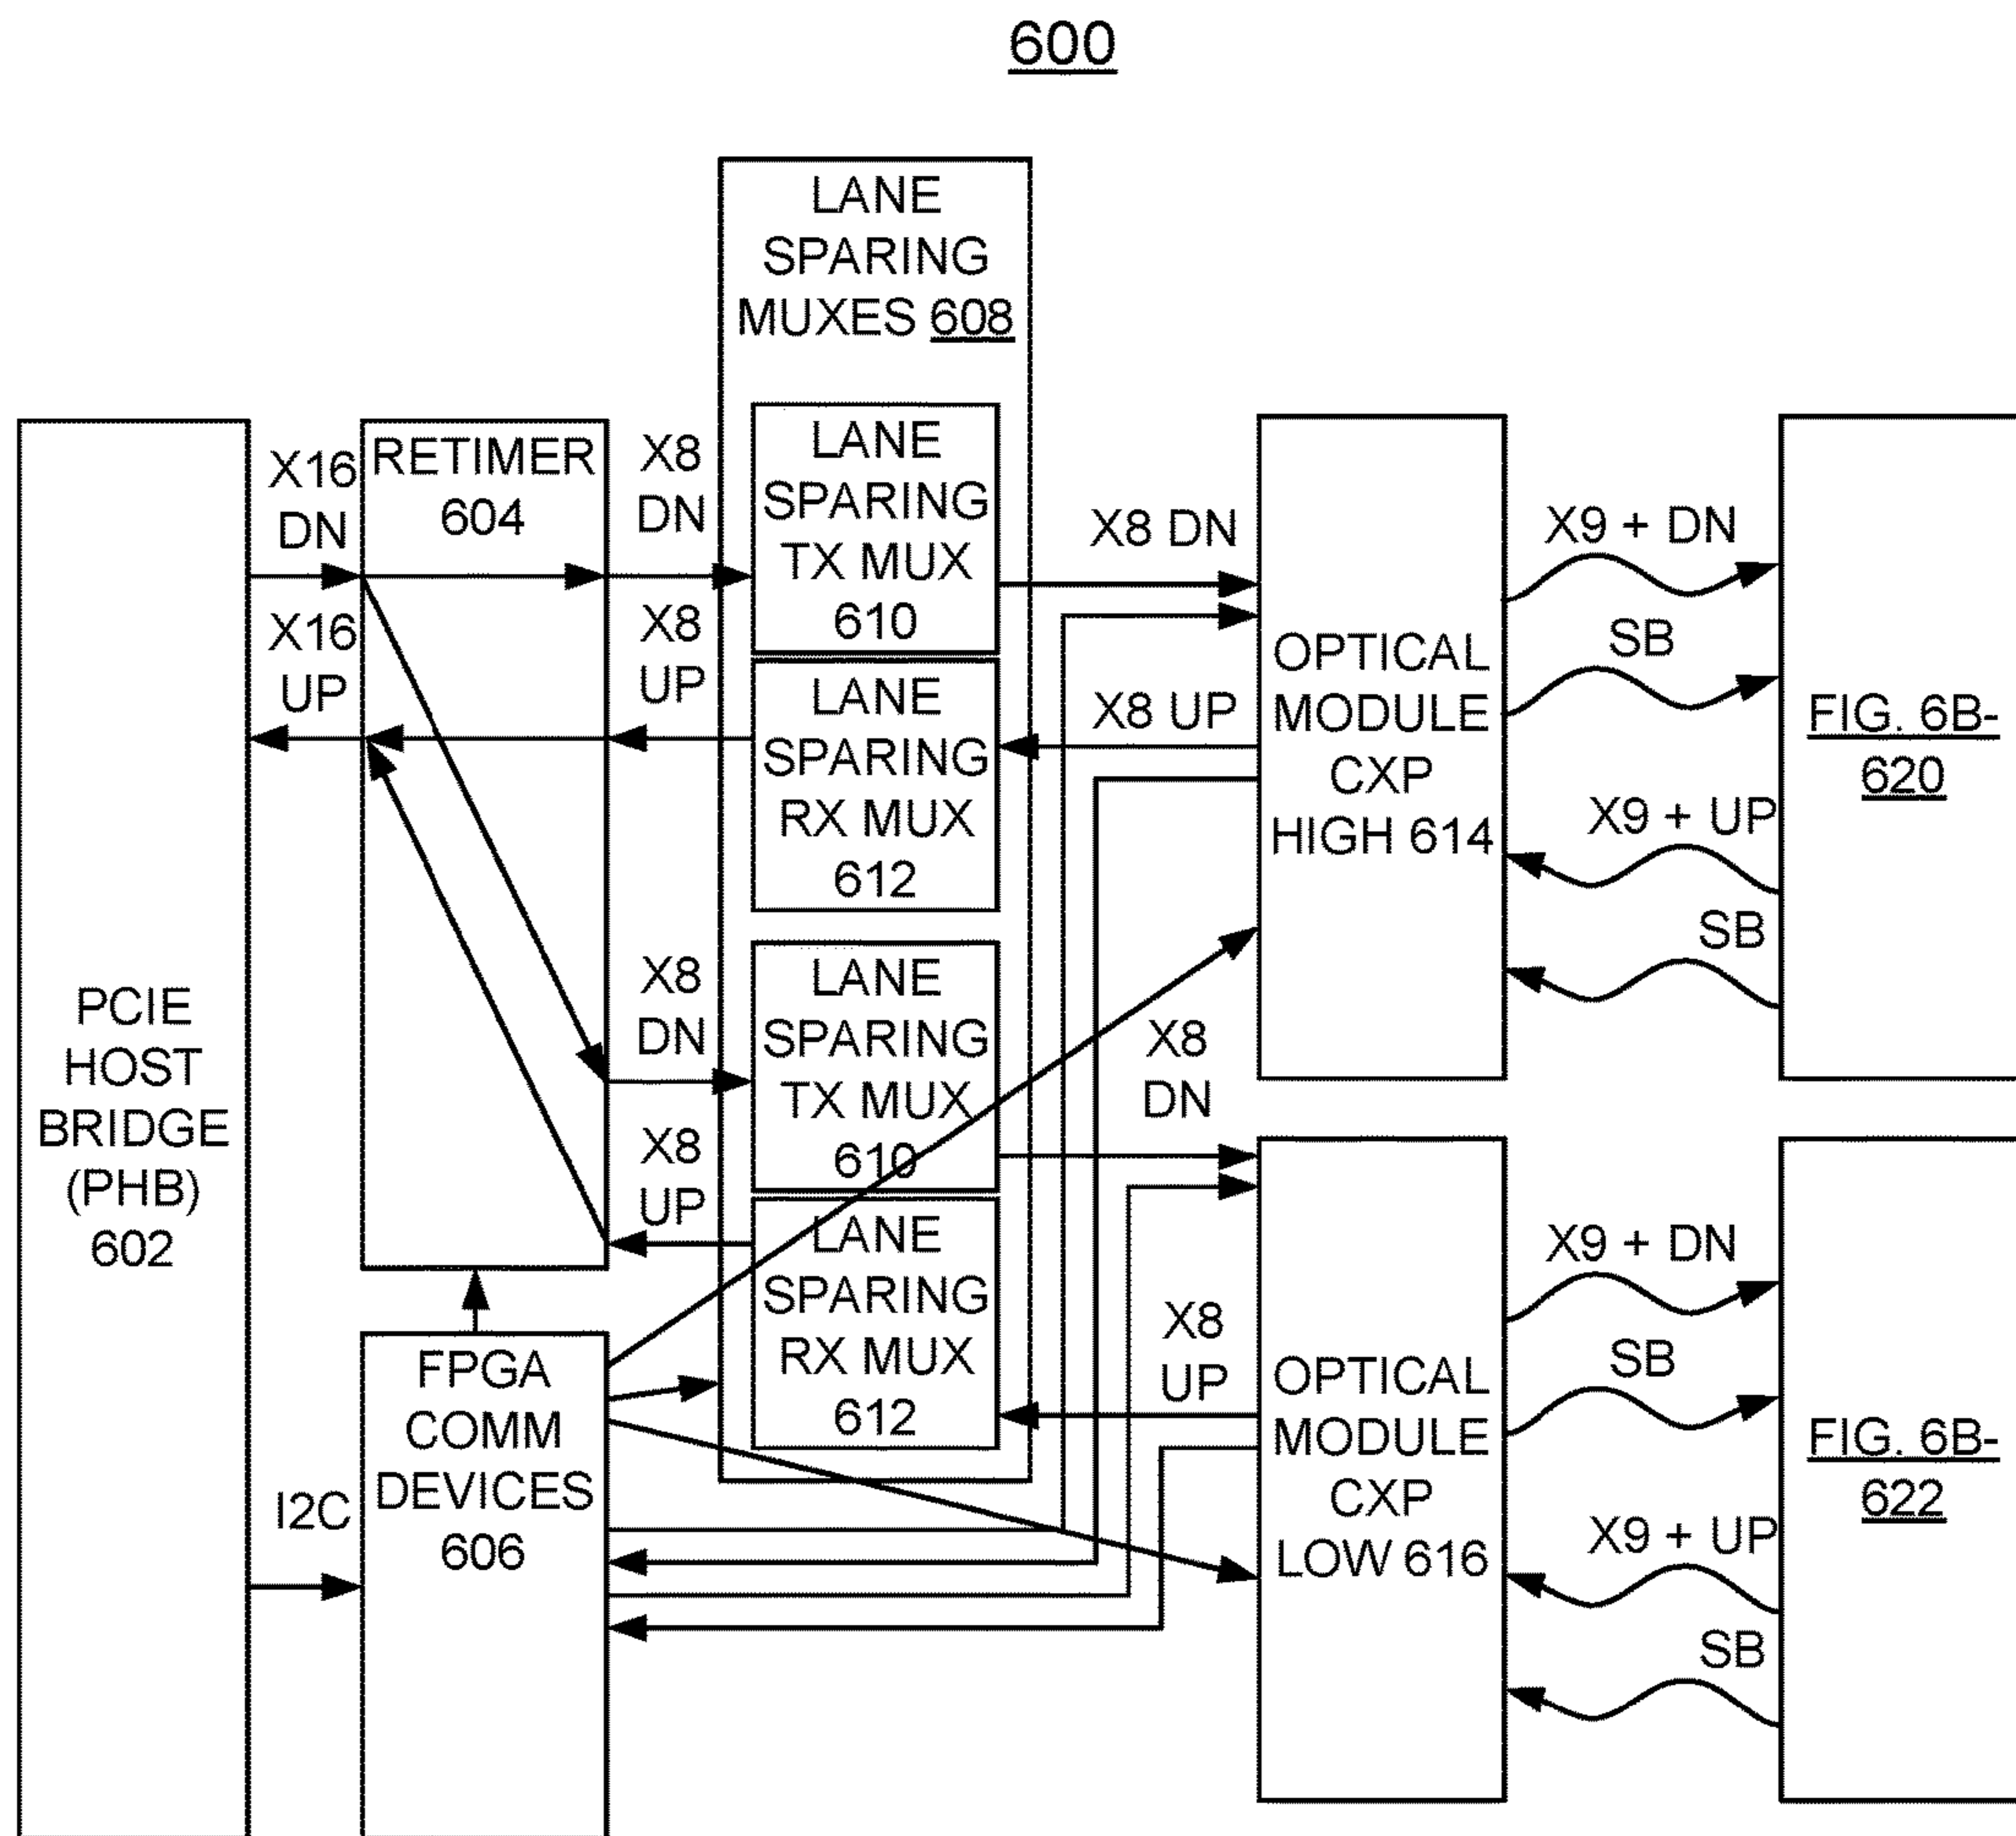 600
LANE
SPARING
MUXES 608
PCIE
HOST
BRIDGE
(PHB)
602
X16
DN
X16
UP
I2C
RETIMER
604
FPGA
COMM
DEVICES
606
X8
DN
X8
UP
X8
DN
X8
UP
LANE
SPARING
TX MUX
610
LANE
SPARING
RX MUX
612
LANE
SPARING
TX MUX
610
LANE
SPARING
RX MUX
612
X8 DN
X8 UP
X8
DN
X8
UP
OPTICAL
MODULE
CXP
HIGH 614
OPTICAL
MODULE
CXP
LOW 616
X9 + DN
SB
X9 + UP
SB
X9 + DN
SB
X9 + UP
SB
FIG. 6B-
620
FIG. 6B-
622